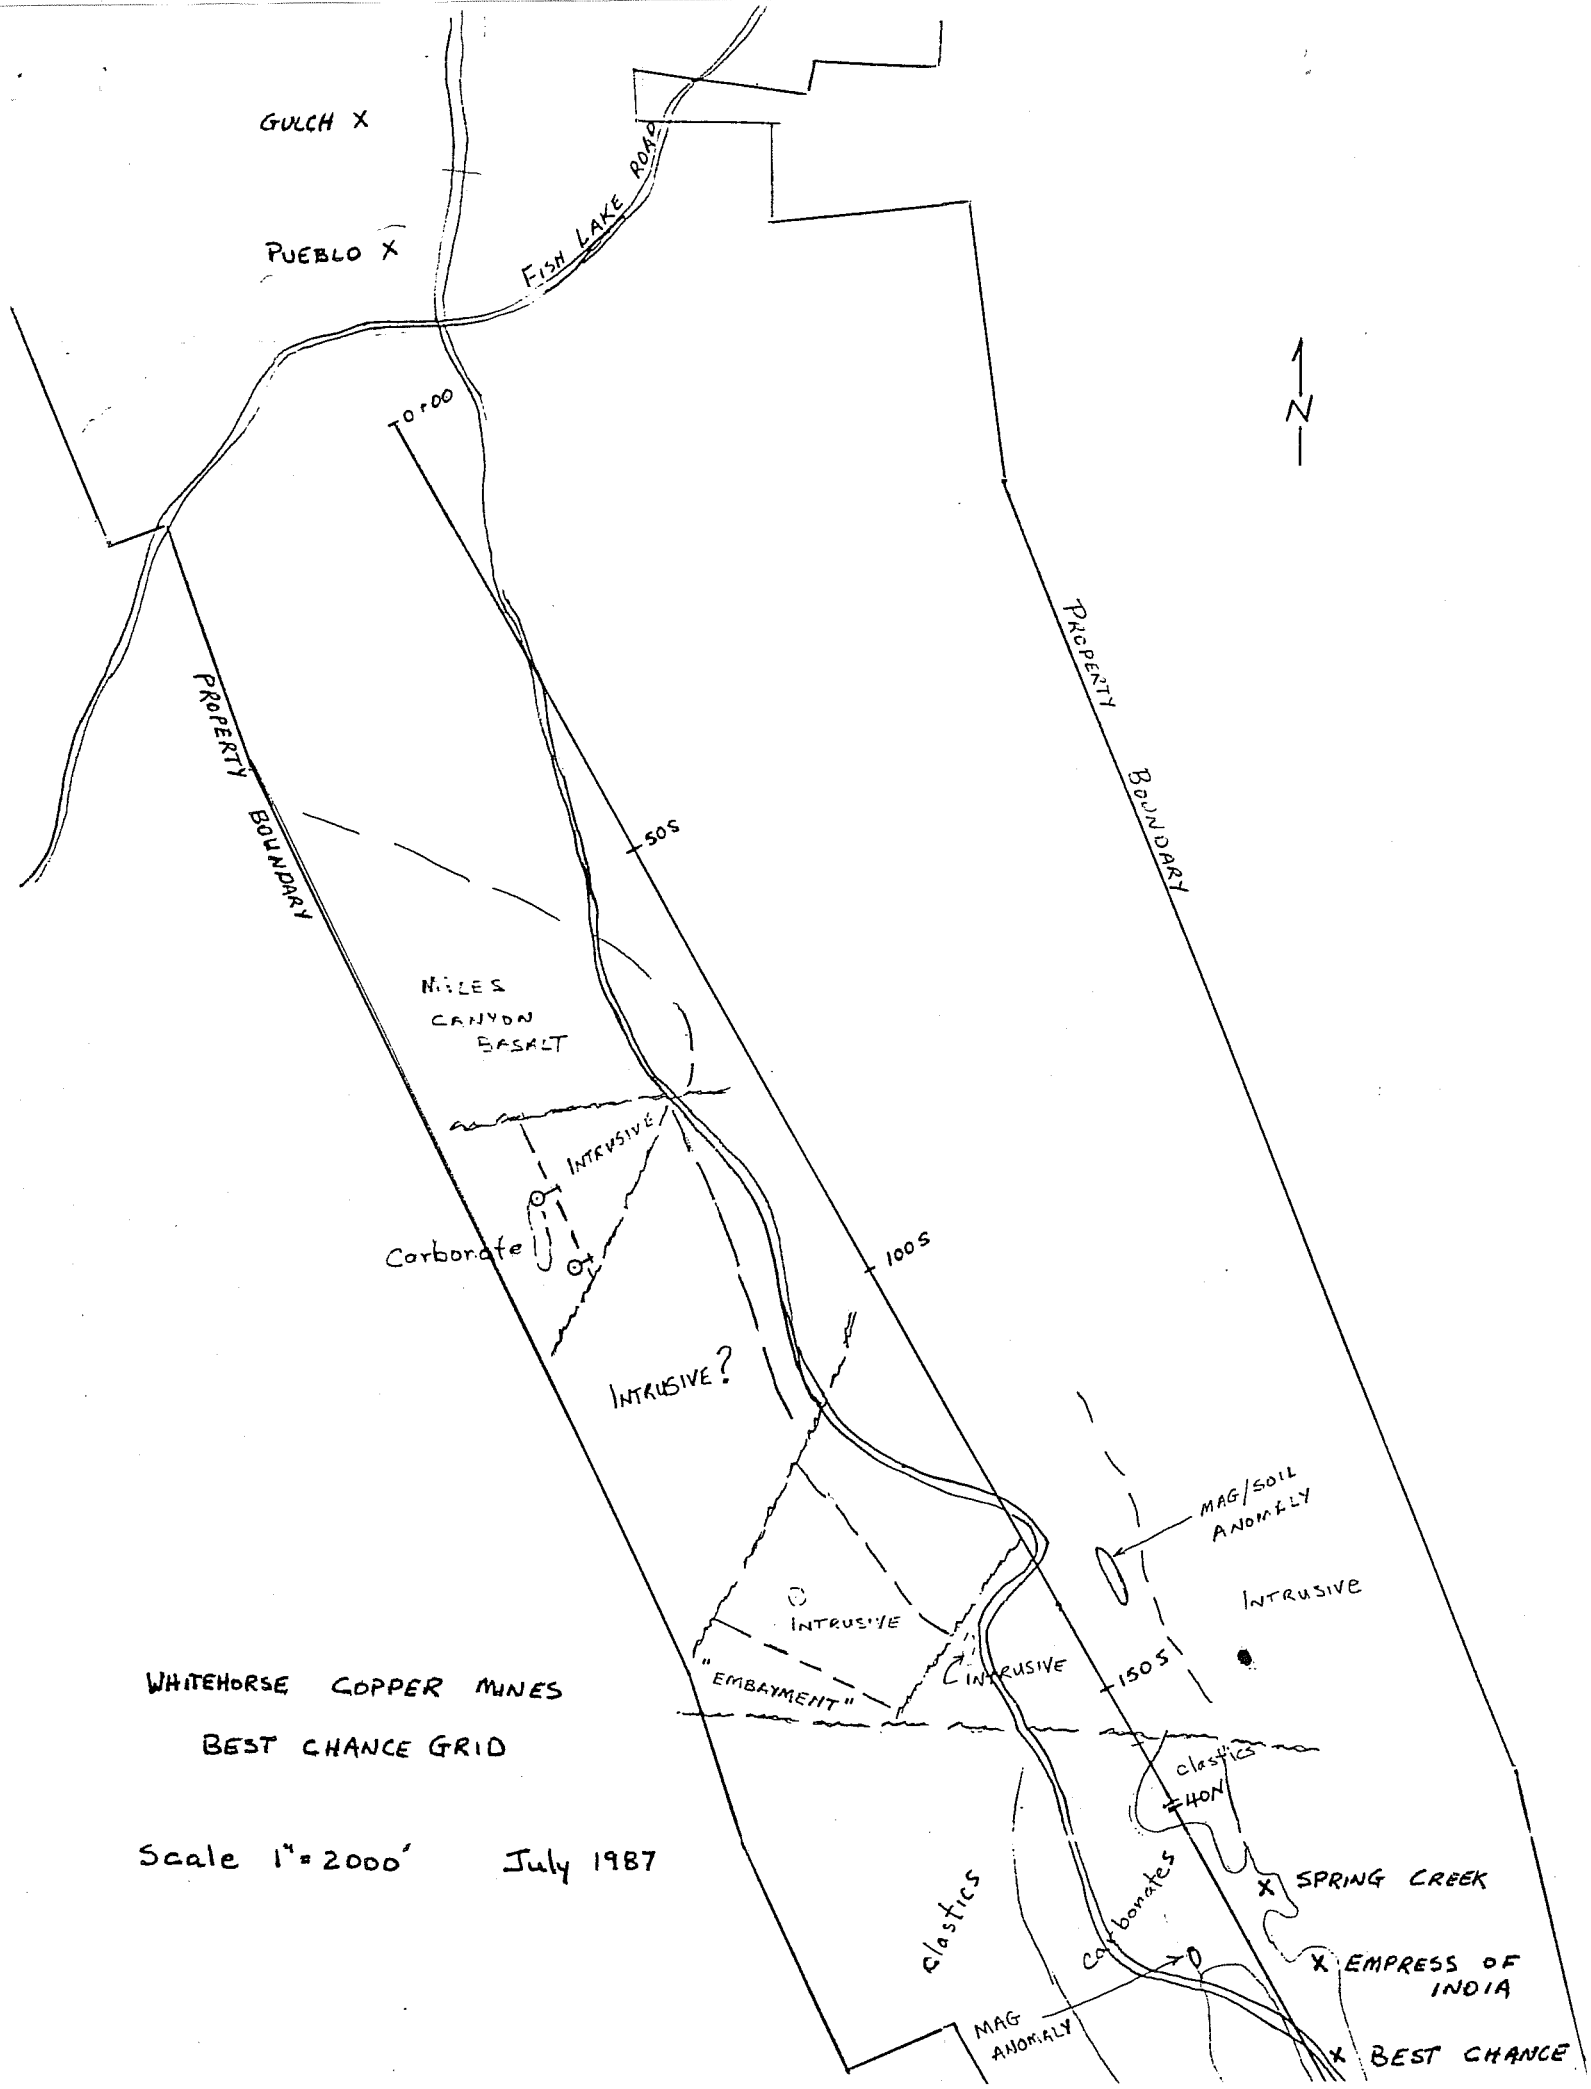 GULCH X
PUEBLO X
FISH LAKE ROAD
N
0+00
PROPERTY BOUNDARY
PROPERTY BOUNDARY
50S
MILES
CANYON
BASALT
INTRUSIVE
Carbonate
100S
INTRUSIVE?
MAG/SOIL
ANOMALY
INTRUSIVE
INTRUSIVE
INTRUSIVE
150S
"EMBAYMENT"
WHITEHORSE COPPER MINES
BEST CHANCE GRID
Scale 1"=2000' July 1987
clastics
40N
clastics
Carbonates
X SPRING CREEK
X EMPRESS OF
INDIA
MAG
ANOMALY
X BEST CHANCE